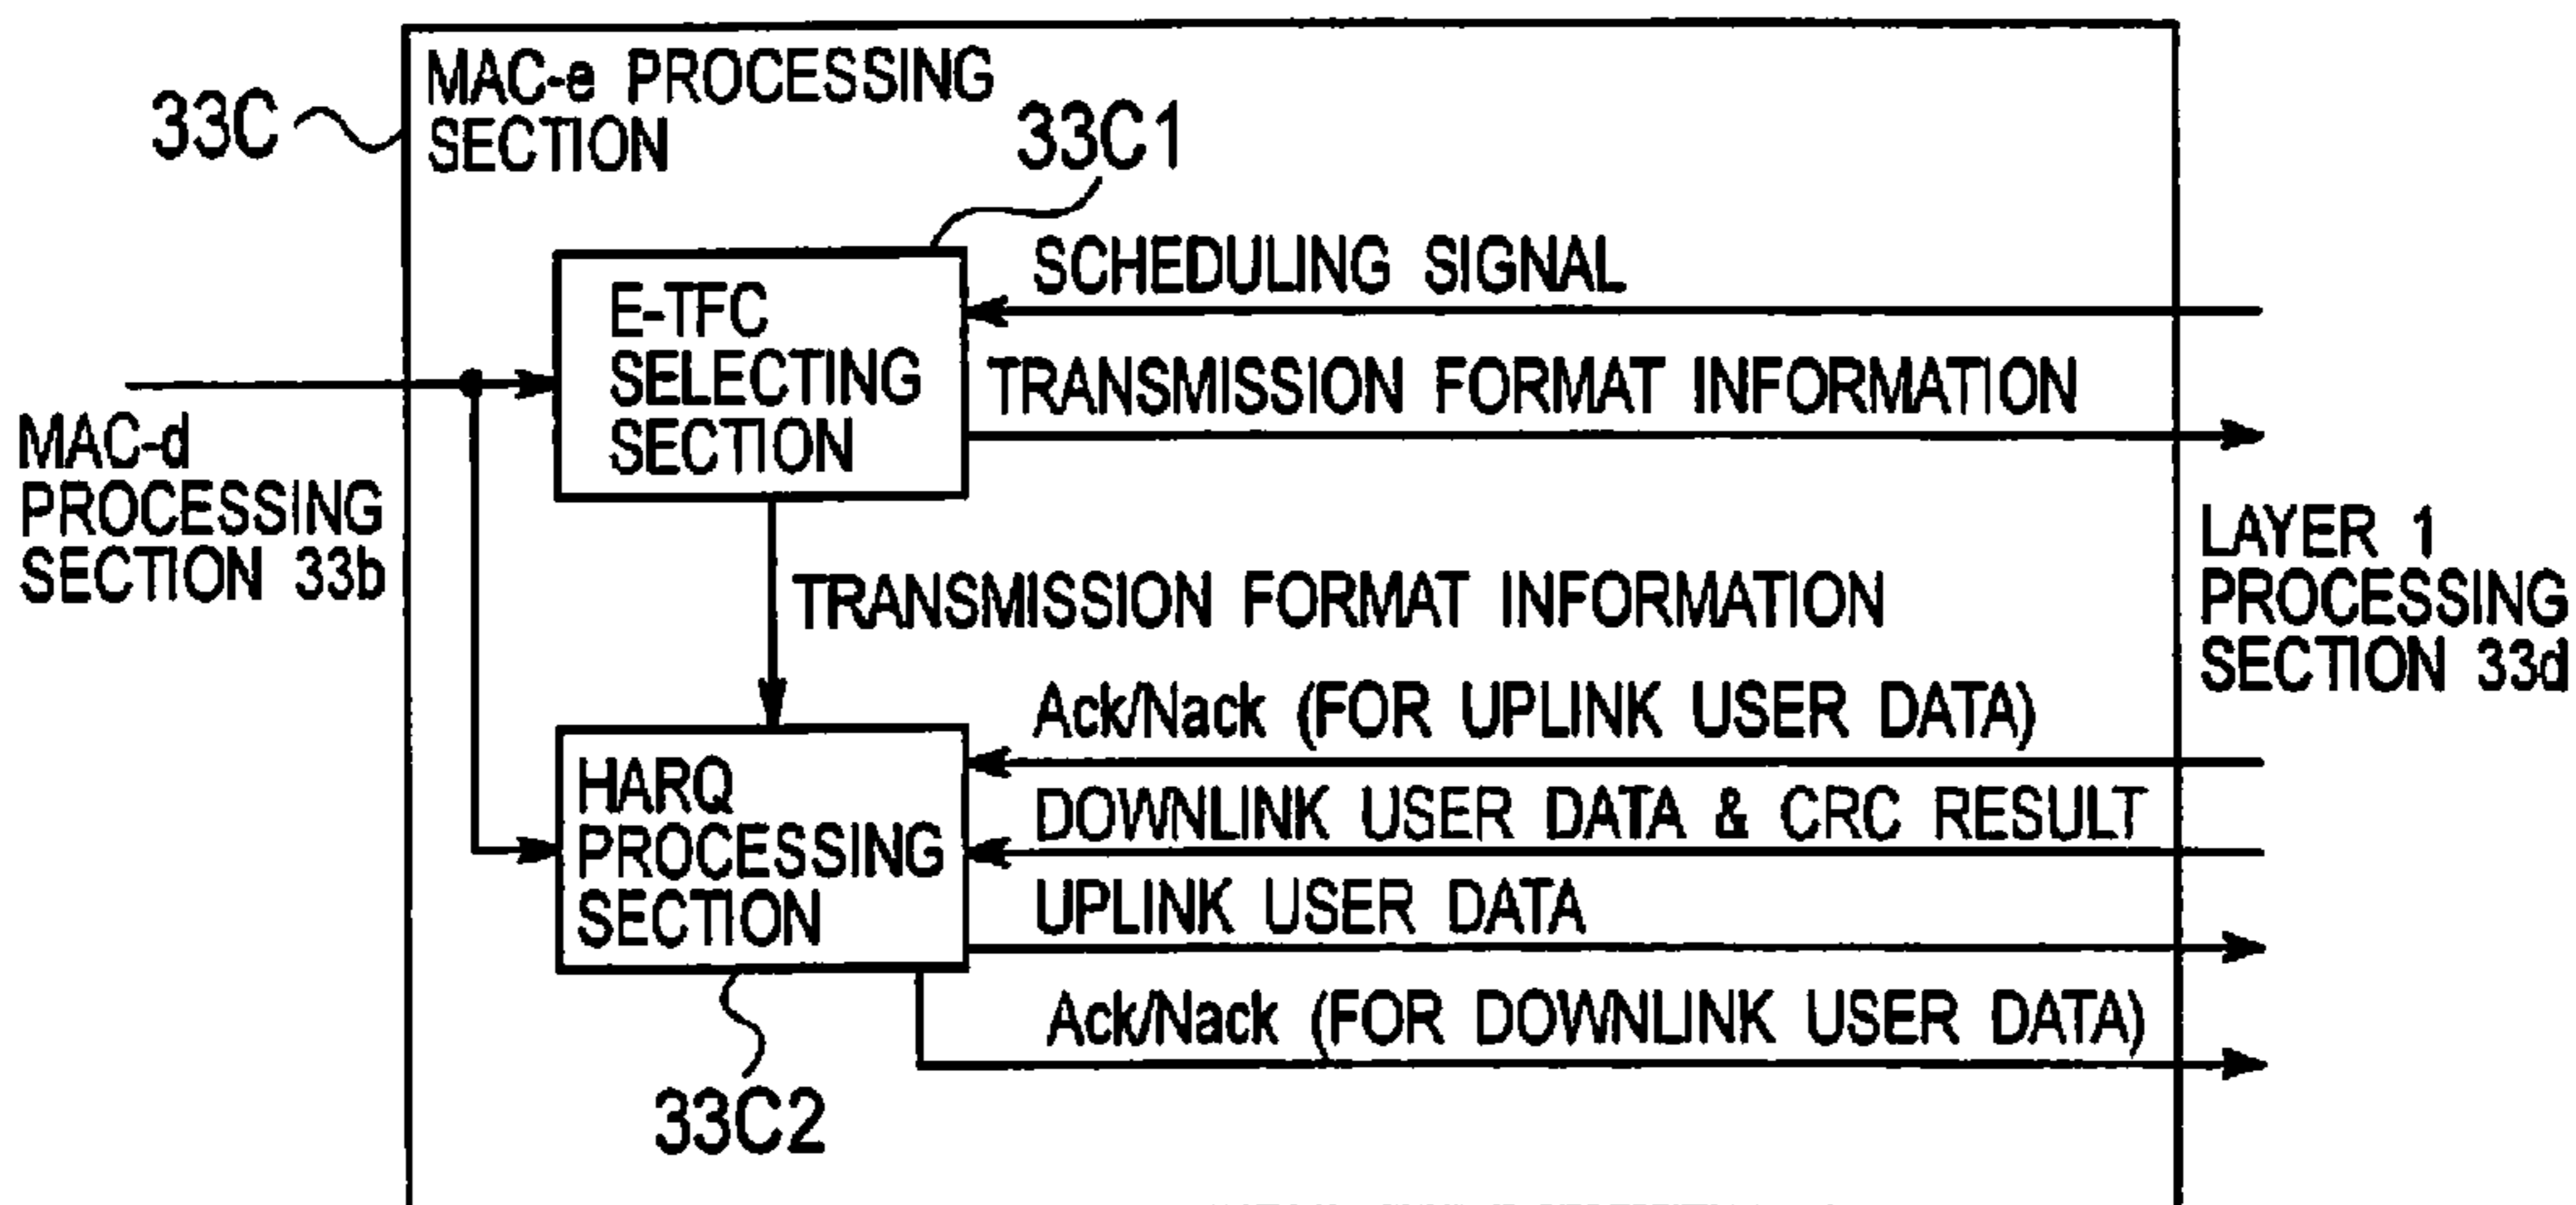 MAC-e PROCESSING
SECTION
33C
33C1
SCHEDULING SIGNAL
E-TFC
SELECTING
SECTION
TRANSMISSION FORMAT INFORMATION
MAC-d
PROCESSING
SECTION 33b
LAYER 1
PROCESSING
SECTION 33d
TRANSMISSION FORMAT INFORMATION
Ack/Nack (FOR UPLINK USER DATA)
HARQ
PROCESSING
SECTION
DOWNLINK USER DATA & CRC RESULT
UPLINK USER DATA
Ack/Nack (FOR DOWNLINK USER DATA)
33C2